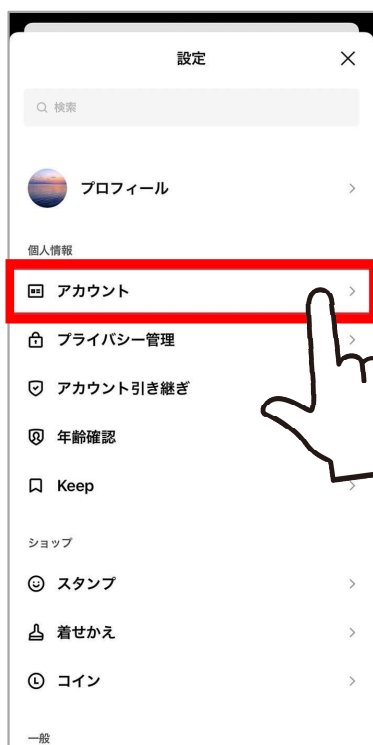 設定
検索
プロフィール
個人情報
アカウント
プライバシー管理
アカウント引き継ぎ
年齢確認
Keep
ショップ
スタンプ
着せかえ
コイン
一般